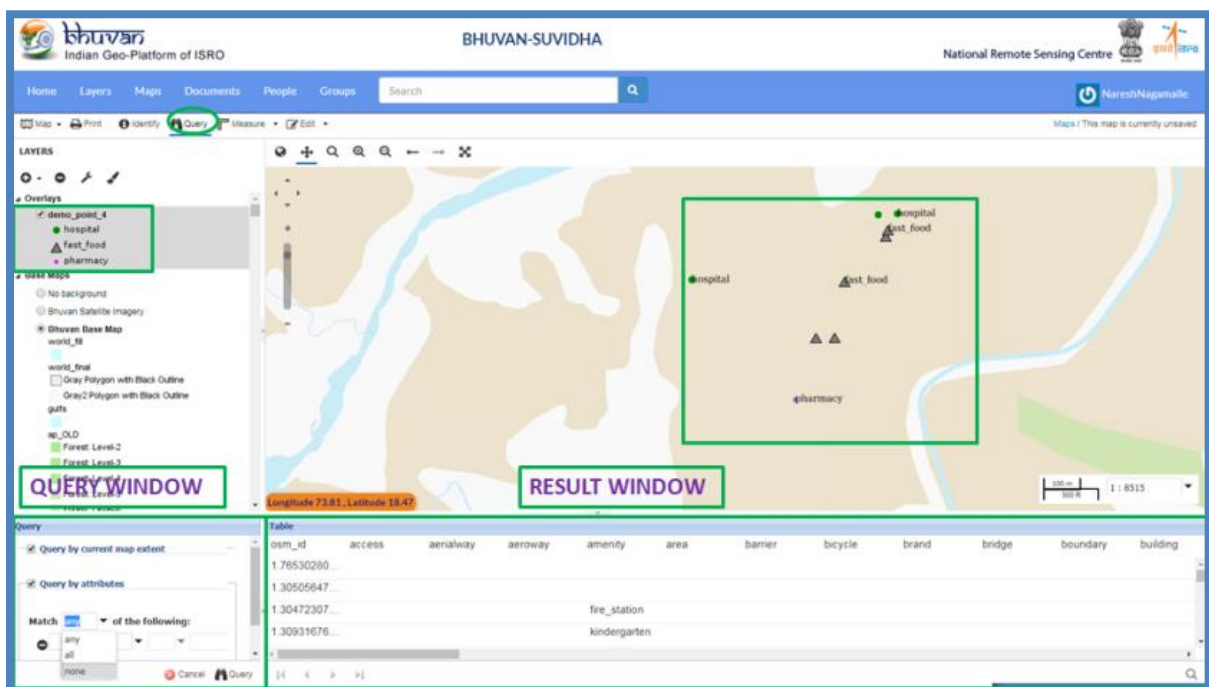 bhuvan
Indian Geo-Platform of ISRO
BHUVAN-SUVIDHA
National Remote Sensing Centre
इसरो isro
Home Layers Maps Documents People Groups Search NareshNagamalle
Map Print Identify Query Measure Edit Maps / This map is currently unsaved
LAYERS
Overlays
demo_point_4
hospital
fast_food
pharmacy
Base Maps
No background
Bhuvan Satellite Imagery
Bhuvan Base Map
world_fill
world_final
Gray Polygon with Black Outline
Gray2 Polygon with Black Outline
gulfs
ap_OLD
Forest: Level-2
Forest: Level-3
QUERY WINDOW
hospital
fast_food
hospital
fast_food
pharmacy
RESULT WINDOW
Longitude 73.81 , Latitude 18.47
100 m
500 ft
1 : 8515
Query
Query by current map extent
Query by attributes
Match any of the following:
any
all
none
Cancel Query
Table
osm_id access aerialway aeroway amenity area barrier bicycle brand bridge boundary building
1.76530280...
1.30505647...
1.30472307... fire_station
1.30931676... kindergarten